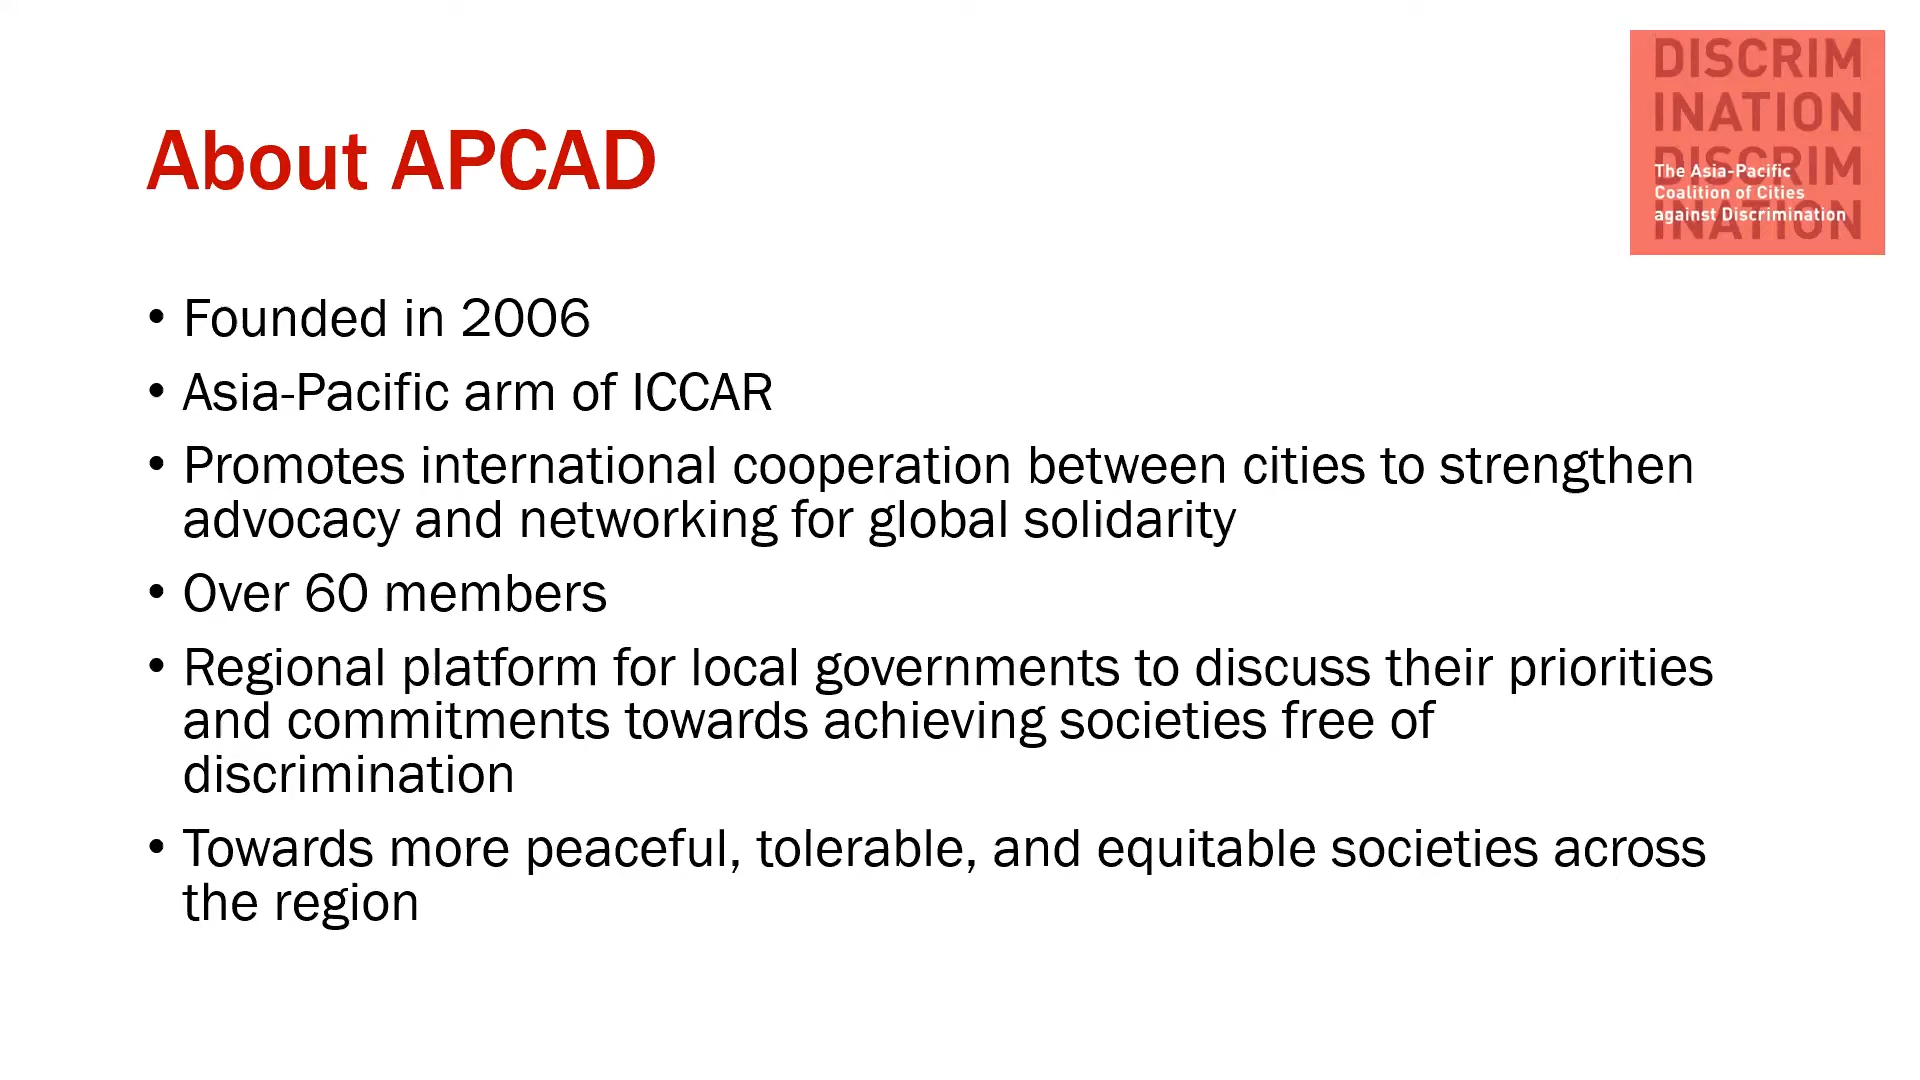 DISCRIM
INATION
DISCRIM
INATION
The Asia-Pacific
Coalition of Cities
against Discrimination
About APCAD
• Founded in 2006
• Asia-Pacific arm of ICCAR
• Promotes international cooperation between cities to strengthen
advocacy and networking for global solidarity
• Over 60 members
• Regional platform for local governments to discuss their priorities
and commitments towards achieving societies free of
discrimination
• Towards more peaceful, tolerable, and equitable societies across
the region